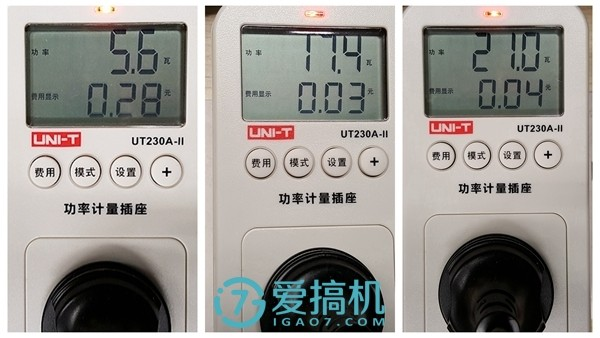 功率 5.6 瓦
费用显示 0.28 元
UNI-T UT230A-II
费用 模式 设置 +
功率计量插座
功率 17.4 瓦
费用显示 0.03 元
UNI-T UT230A-II
费用 模式 设置 +
功率计量插座
功率 21.0 瓦
费用显示 0.04 元
UNI-T UT230A-II
费用 模式 设置 +
功率计量插座
爱搞机
IGAO7.COM